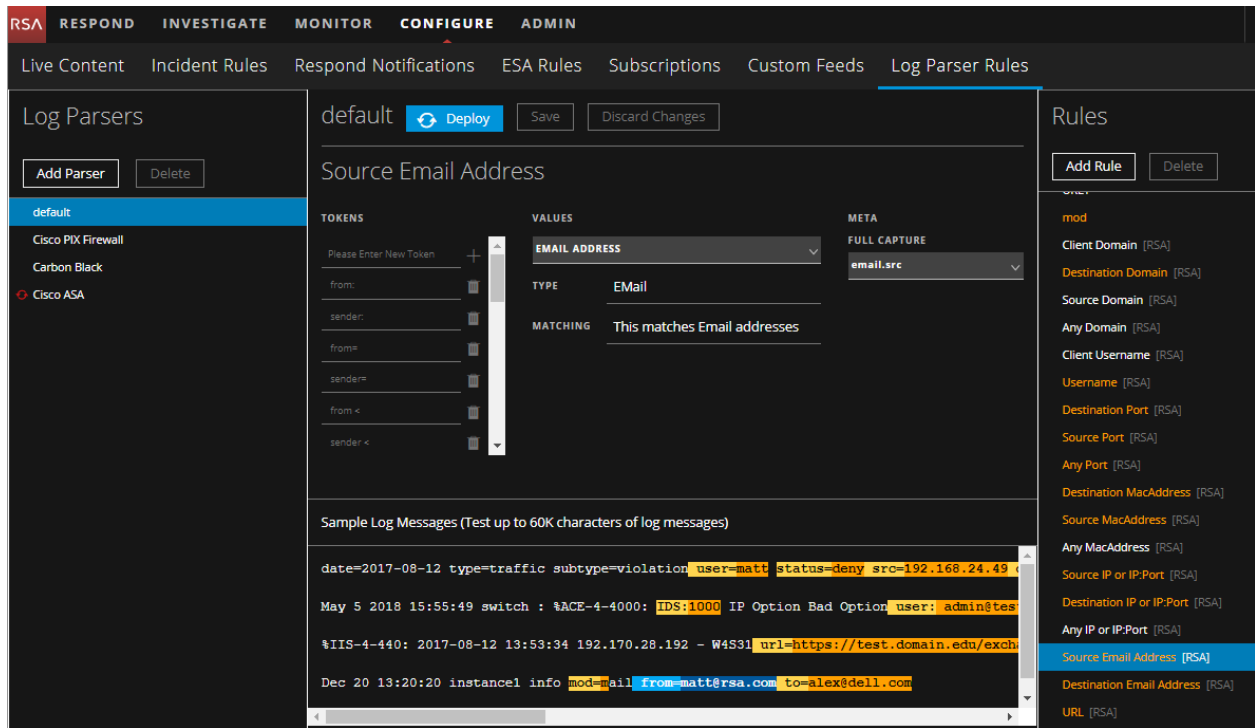 RSA RESPOND INVESTIGATE MONITOR CONFIGURE ADMIN
Live Content Incident Rules Respond Notifications ESA Rules Subscriptions Custom Feeds Log Parser Rules
Log Parsers
Add Parser Delete
default
Cisco PIX Firewall
Carbon Black
Cisco ASA
default Deploy Save Discard Changes
Source Email Address
TOKENS
Please Enter New Token
from:
sender:
from=
sender=
from <
sender <
VALUES
EMAIL ADDRESS
TYPE EMail
MATCHING This matches Email addresses
META
FULL CAPTURE
email.src
Sample Log Messages (Test up to 60K characters of log messages)
date=2017-08-12 type=traffic subtype=violation user=matt status=deny src=192.168.24.49
May 5 2018 15:55:49 switch : %ACE-4-4000: IDS:1000 IP Option Bad Option user: admin@tes
%IIS-4-440: 2017-08-12 13:53:34 192.170.28.192 - W4S31 url=https://test.domain.edu/exch
Dec 20 13:20:20 instance1 info mod=mail from=matt@rsa.com to=alex@dell.com
Rules
Add Rule Delete
mod
Client Domain [RSA]
Destination Domain [RSA]
Source Domain [RSA]
Any Domain [RSA]
Client Username [RSA]
Username [RSA]
Destination Port [RSA]
Source Port [RSA]
Any Port [RSA]
Destination MacAddress [RSA]
Source MacAddress [RSA]
Any MacAddress [RSA]
Source IP or IP:Port [RSA]
Destination IP or IP:Port [RSA]
Any IP or IP:Port [RSA]
Source Email Address [RSA]
Destination Email Address [RSA]
URL [RSA]